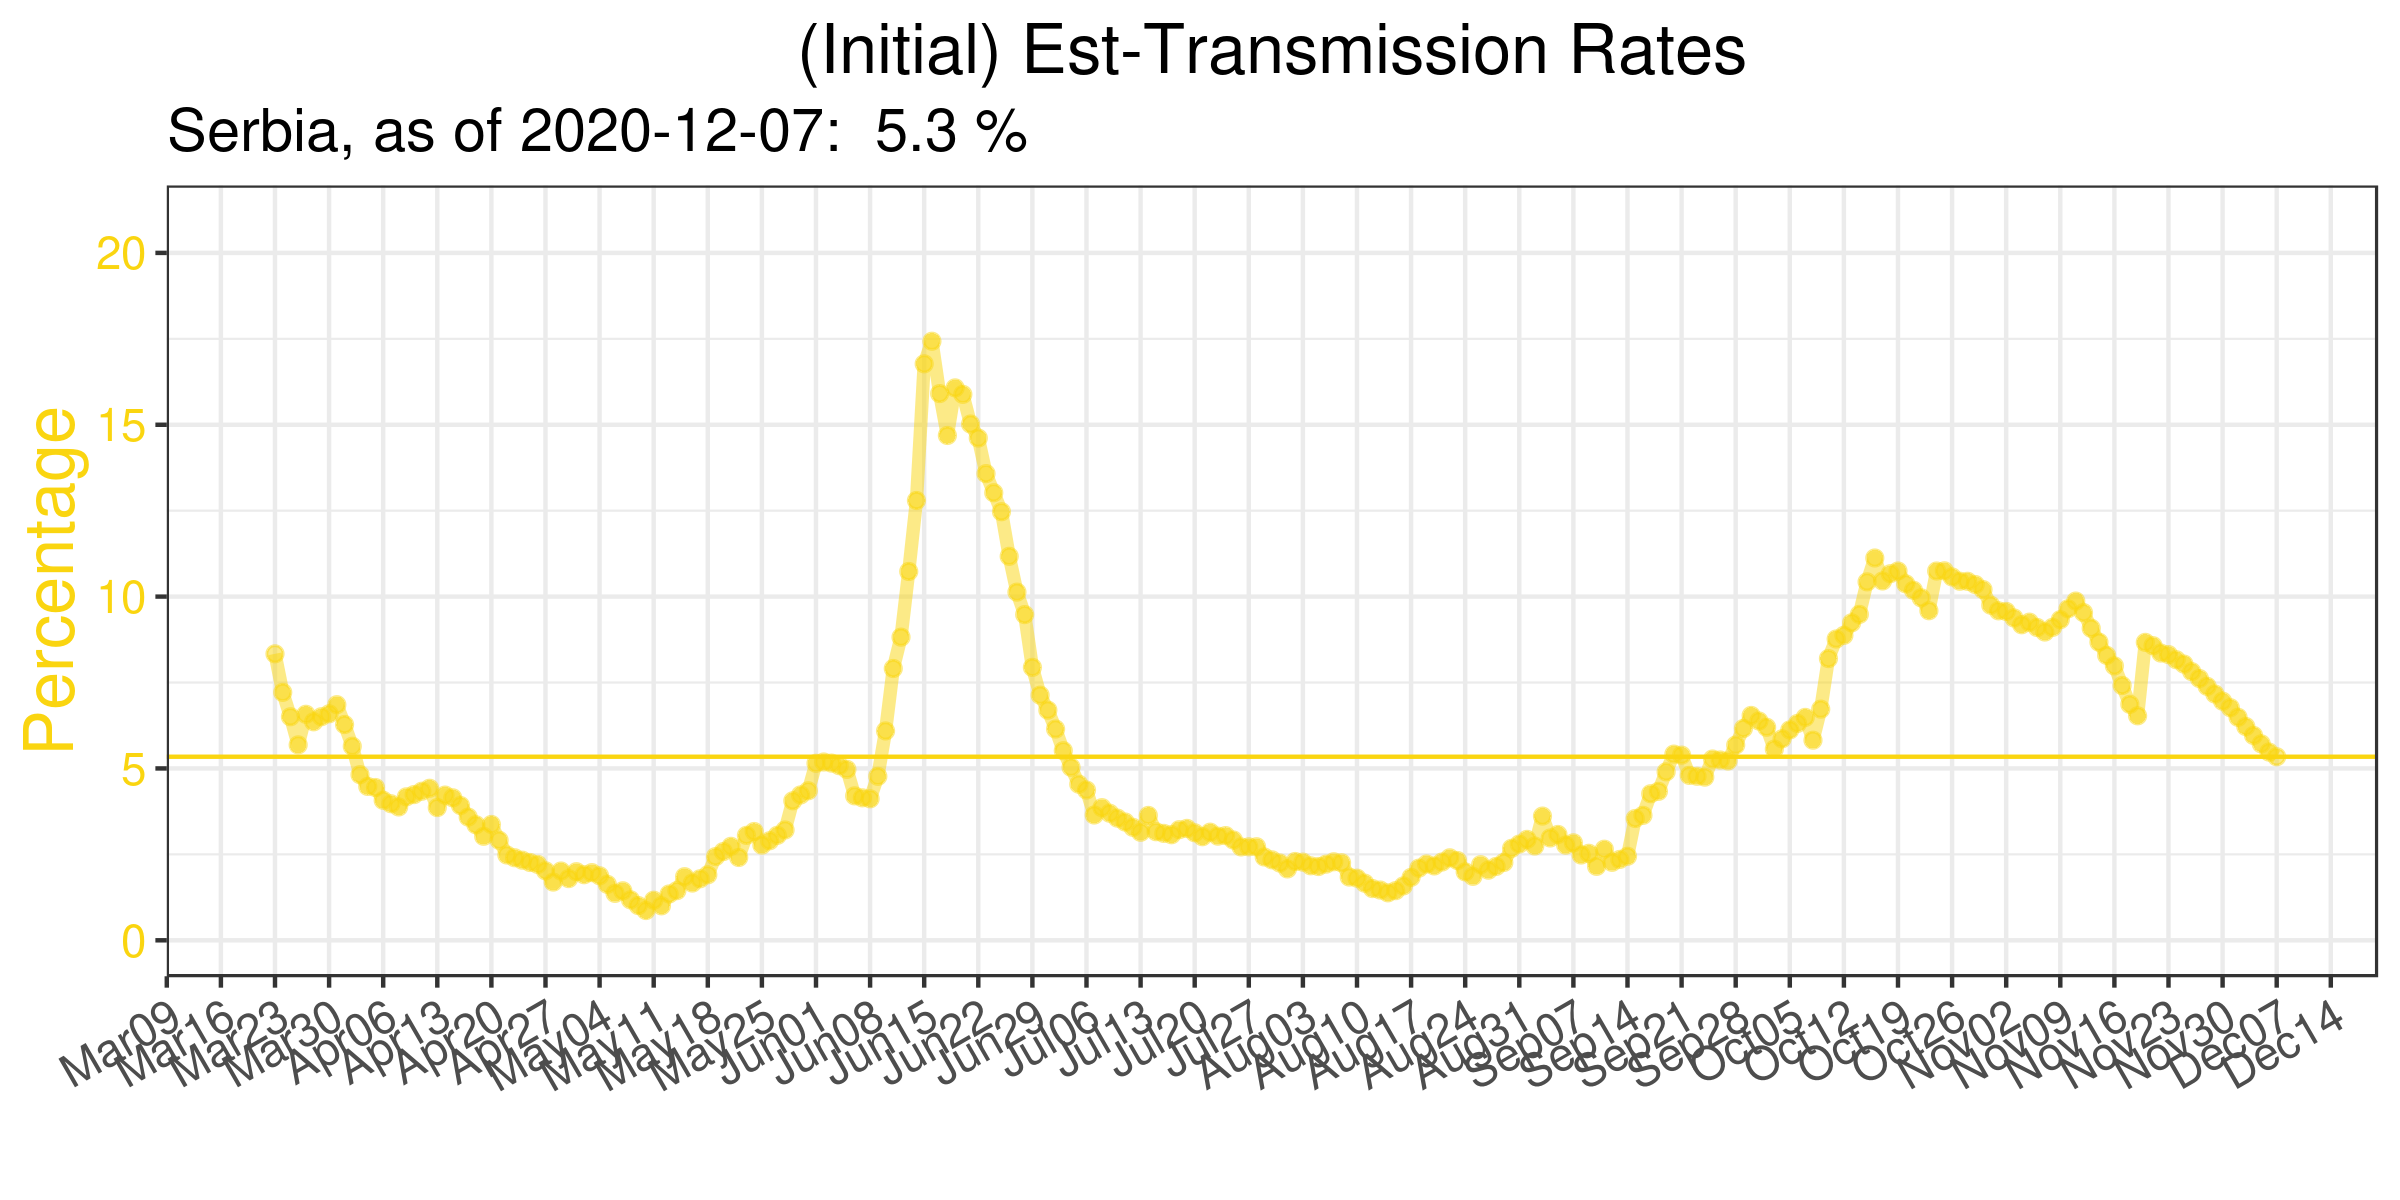 (Initial) Est-Transmission Rates
Serbia, as of 2020-12-07:  5.3 %
Percentage
20
15
10
5
0
Mar09
Mar16
Mar23
Mar30
Apr06
Apr13
Apr20
Apr27
May04
May11
May18
May25
Jun01
Jun08
Jun15
Jun22
Jun29
Jul06
Jul13
Jul20
Jul27
Aug03
Aug10
Aug17
Aug24
Aug31
Sep07
Sep14
Sep21
Sep28
Oct05
Oct12
Oct19
Oct26
Nov02
Nov09
Nov16
Nov23
Nov30
Dec07
Dec14